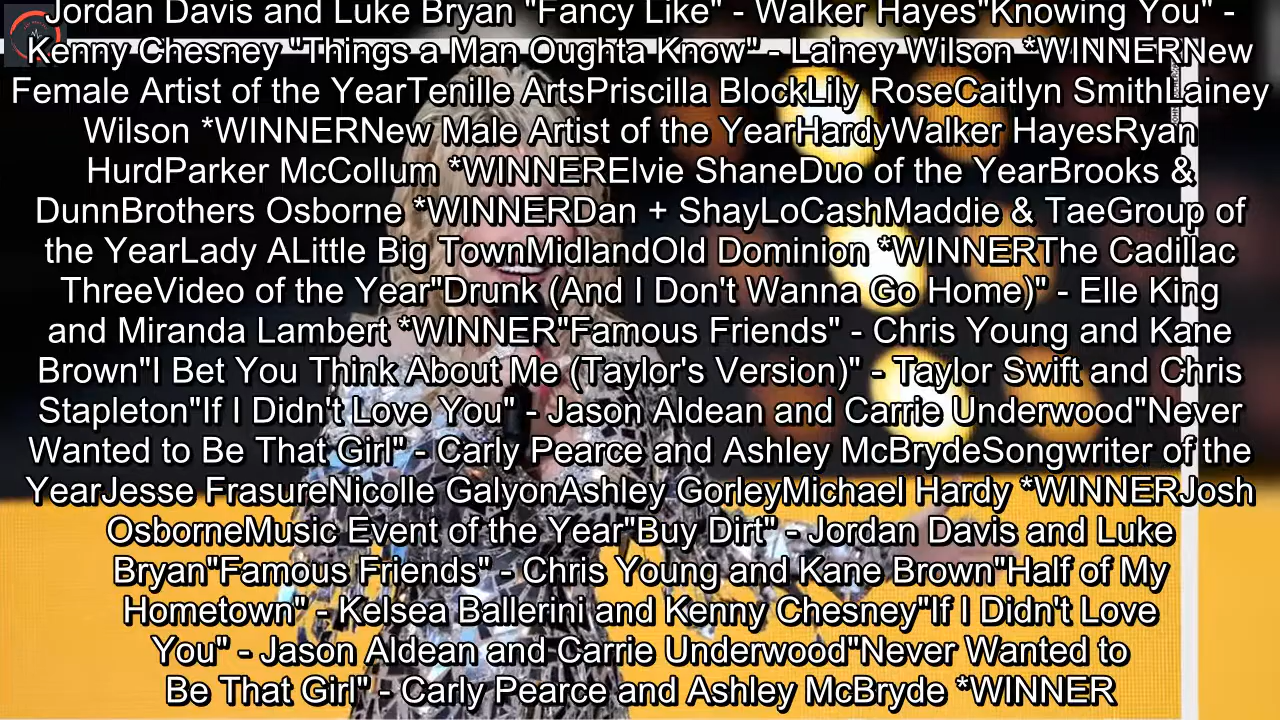 Jordan Davis and Luke Bryan "Fancy Like" - Walker Hayes"Knowing You" -
Kenny Chesney "Things a Man Oughta Know" - Lainey Wilson *WINNERNew
Female Artist of the YearTenille ArtsPriscilla BlockLily RoseCaitlyn SmithLainey
Wilson *WINNERNew Male Artist of the YearHardyWalker HayesRyan
HurdParker McCollum *WINNERElvie ShaneDuo of the YearBrooks &
DunnBrothers Osborne *WINNERDan + ShayLoCashMaddie & TaeGroup of
the YearLady ALittle Big TownMidlandOld Dominion *WINNERThe Cadillac
ThreeVideo of the Year"Drunk (And I Don't Wanna Go Home)" - Elle King
and Miranda Lambert *WINNER"Famous Friends" - Chris Young and Kane
Brown"I Bet You Think About Me (Taylor's Version)" - Taylor Swift and Chris
Stapleton"If I Didn't Love You" - Jason Aldean and Carrie Underwood"Never
Wanted to Be That Girl" - Carly Pearce and Ashley McBrydeSongwriter of the
YearJesse FrasureNicolle GalyonAshley GorleyMichael Hardy *WINNERJosh
OsborneMusic Event of the Year"Buy Dirt" - Jordan Davis and Luke
Bryan"Famous Friends" - Chris Young and Kane Brown"Half of My
Hometown" - Kelsea Ballerini and Kenny Chesney"If I Didn't Love
You" - Jason Aldean and Carrie Underwood"Never Wanted to
Be That Girl" - Carly Pearce and Ashley McBryde *WINNER